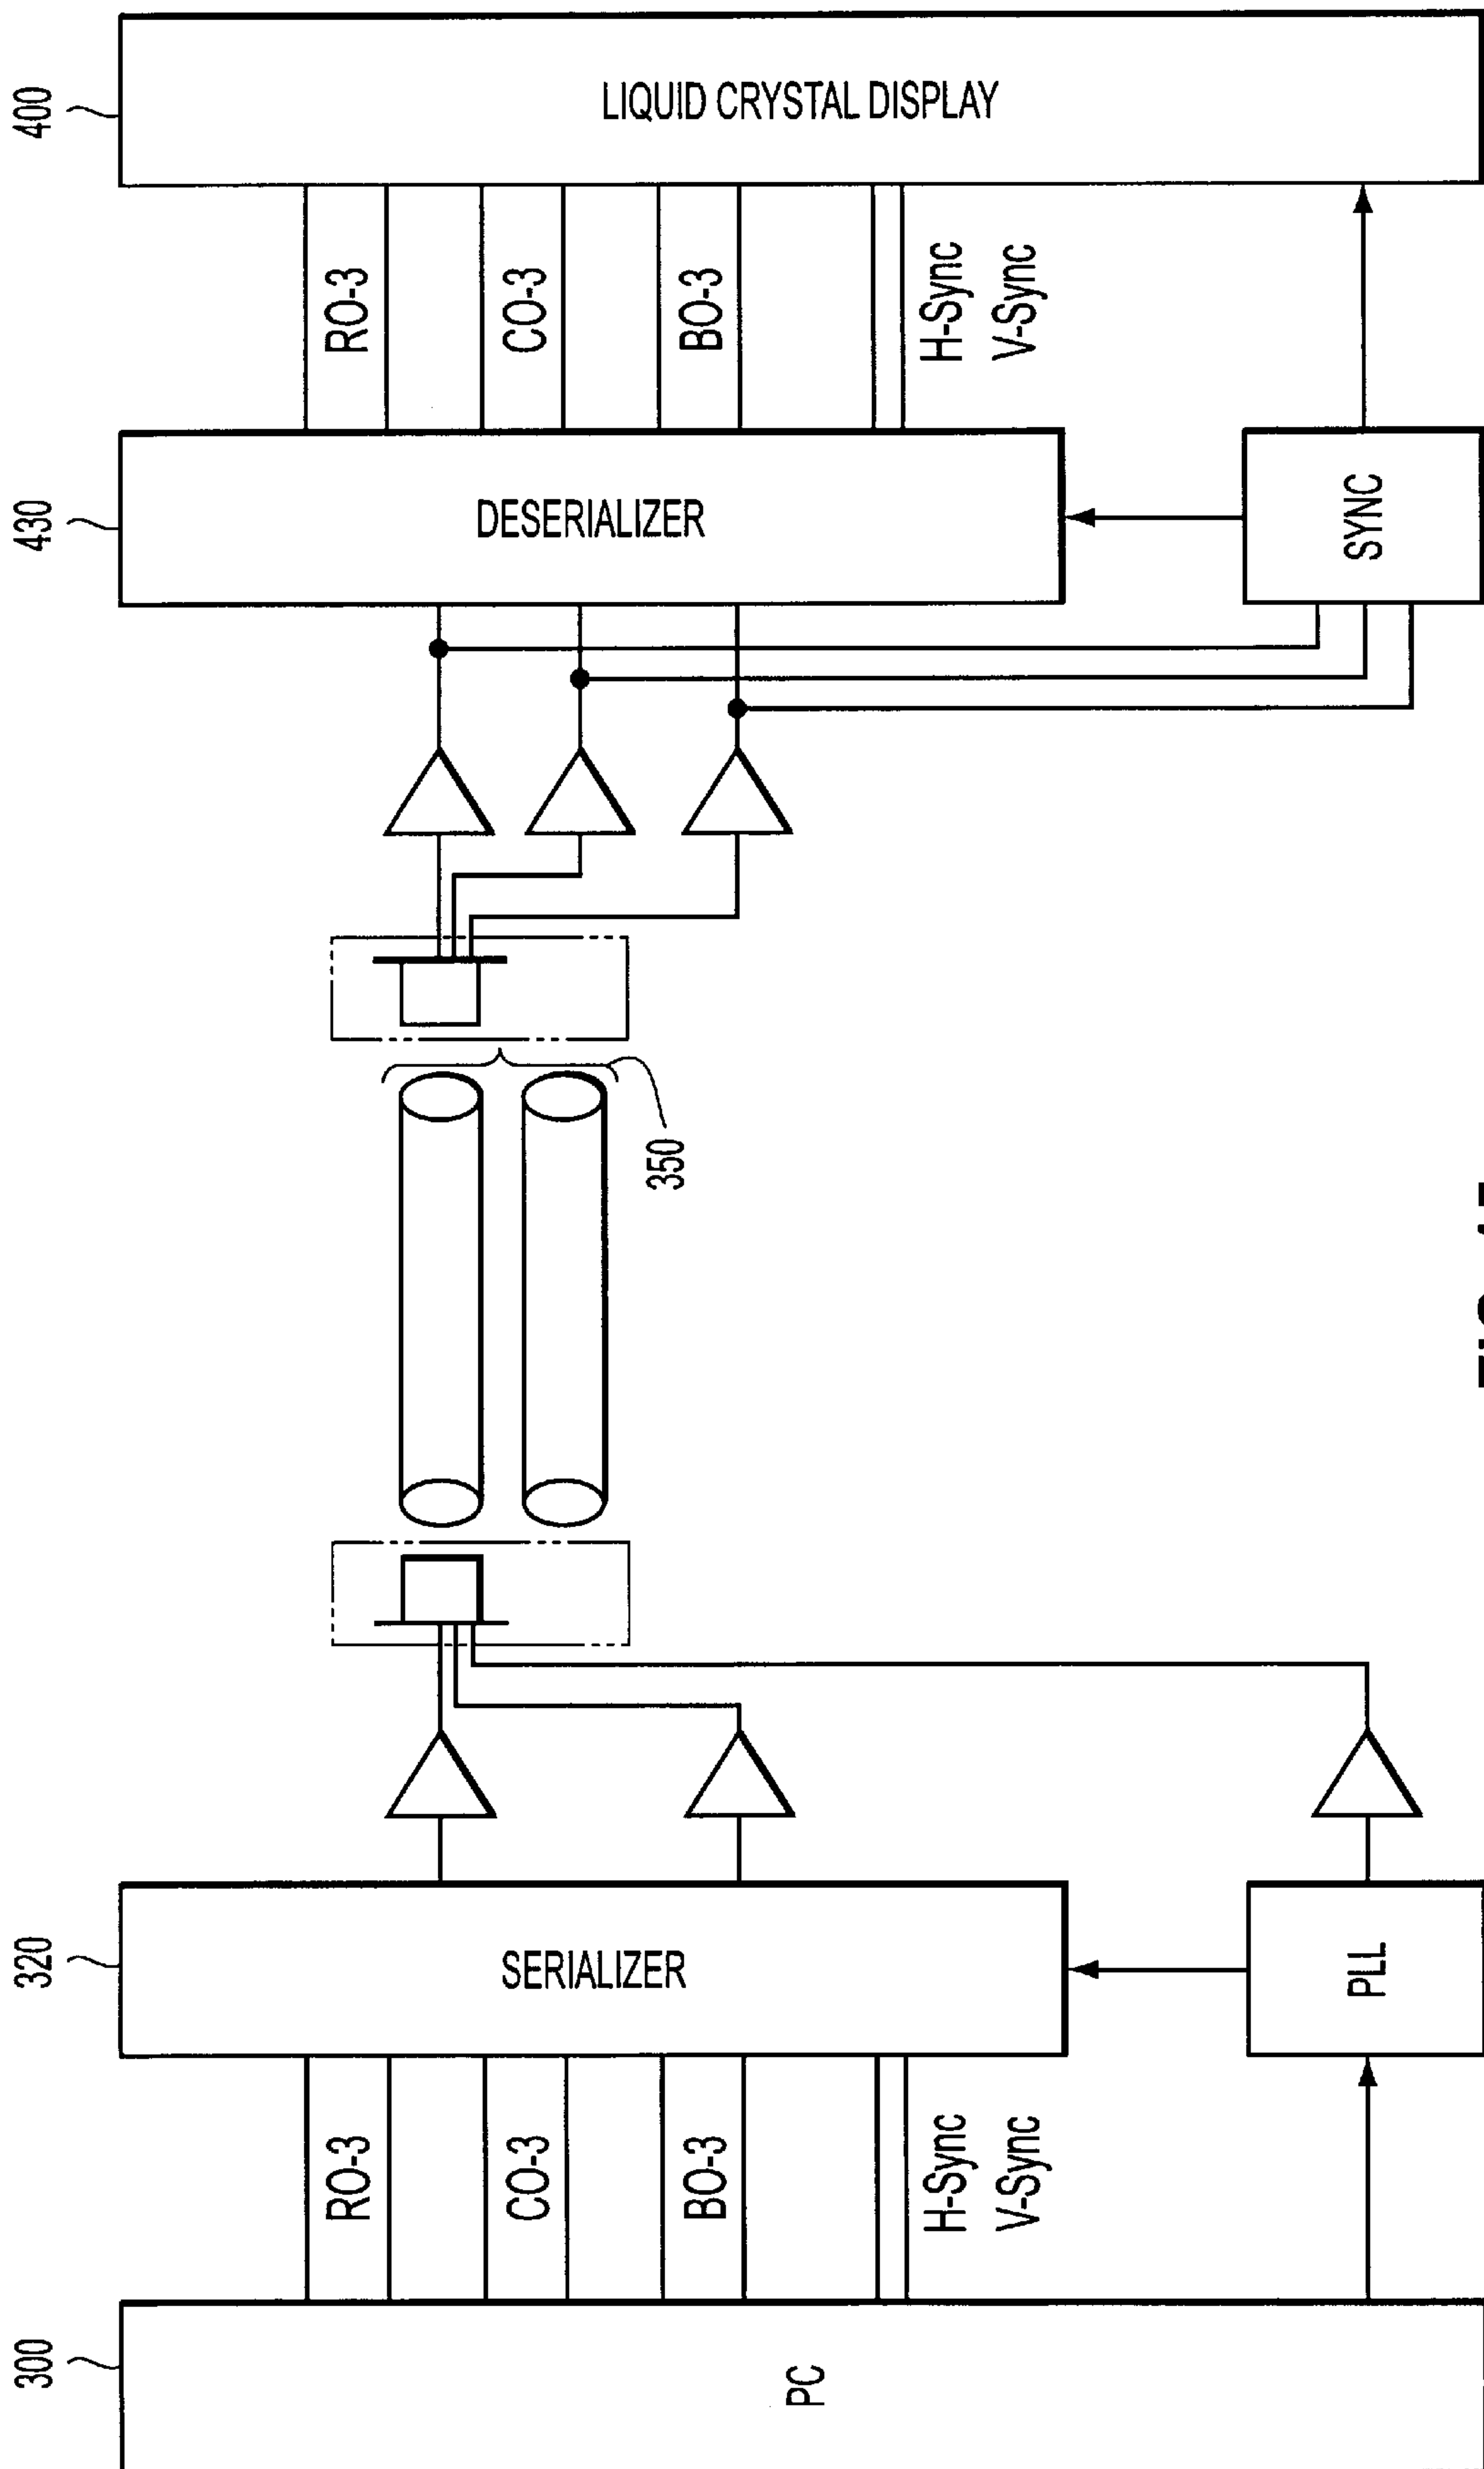 400
LIQUID CRYSTAL DISPLAY
RO-3
CO-3
BO-3
H-Sync
V-Sync
430
DESERIALIZER
SYNC
350
320
SERIALIZER
PLL
RO-3
CO-3
BO-3
H-Sync
V-Sync
300
PC